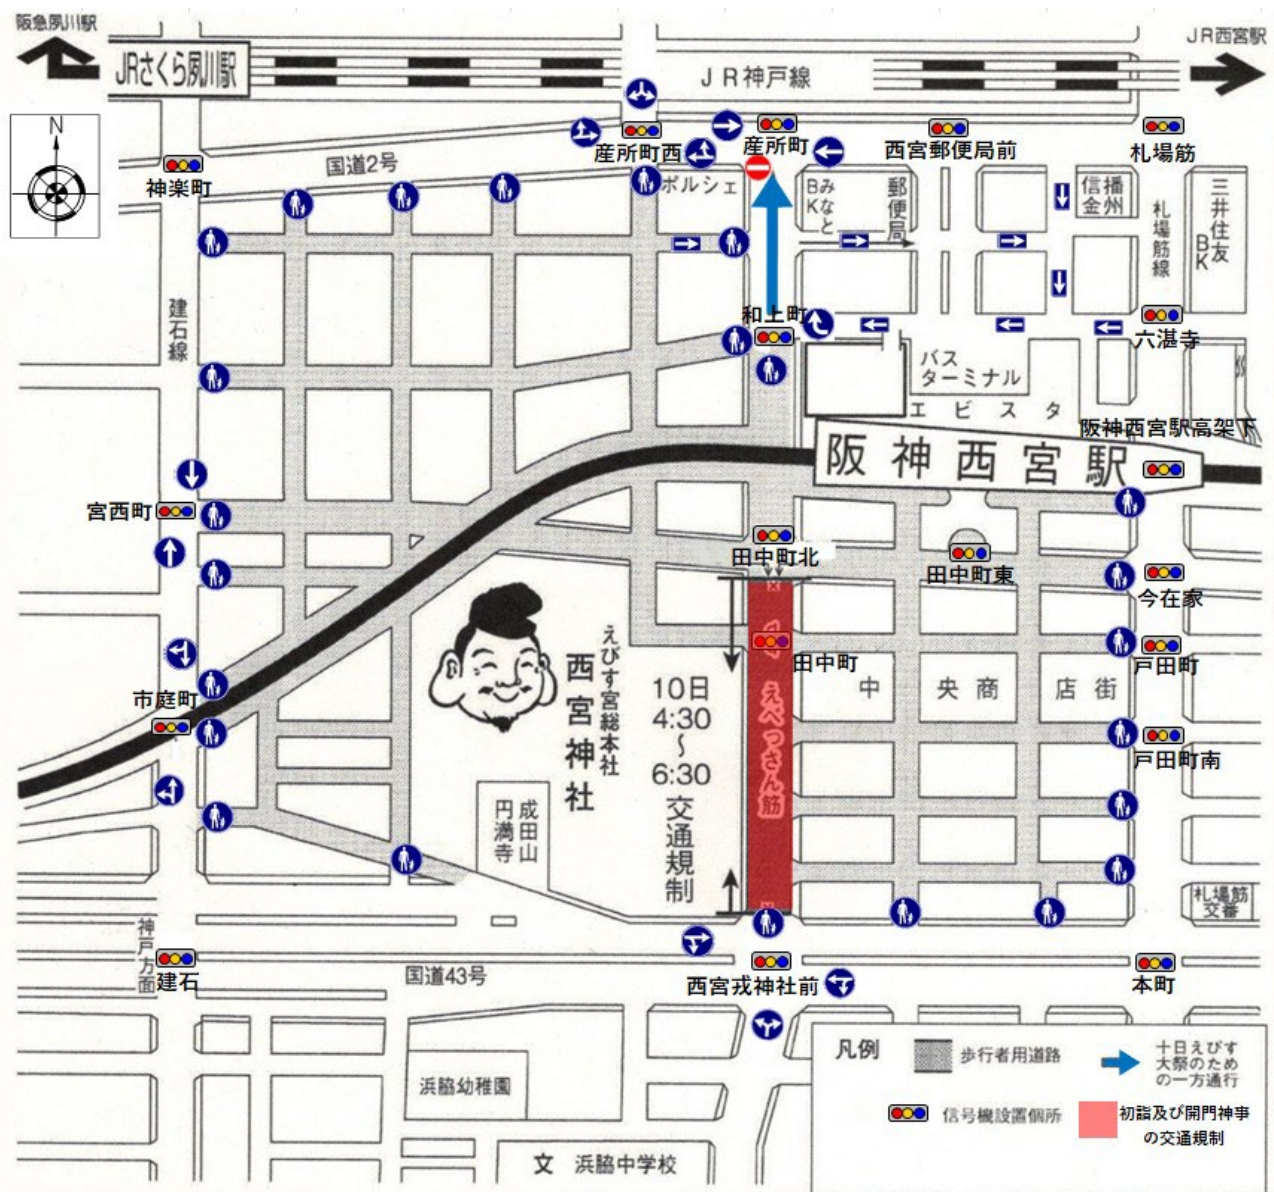 阪急夙川駅
JR西宮駅
JRさくら夙川駅
JR神戸線
N
国道2号
神楽町
産所町西
産所町
西宮郵便局前
札場筋
ポルシェ
みなと
BK
郵便局
播州
信金
札場筋線
三井住友
BK
建石線
和上町
六湛寺
バス
ターミナル
エビスタ
阪神西宮駅高架下
阪神西宮駅
宮西町
田中町北
田中町東
今在家
田中町
戸田町
市庭町
えびす宮総本社
西宮神社
10日
4:30
〜
6:30
交通規制
えべっさん筋
中央商店街
戸田町南
成田山
円満寺
札場筋
交番
神戸方面
建石
国道43号
西宮戎神社前
本町
浜脇幼稚園
文 浜脇中学校
凡例
歩行者用道路
十日えびす
大祭のため
の一方通行
信号機設置個所
初詣及び開門神事
の交通規制